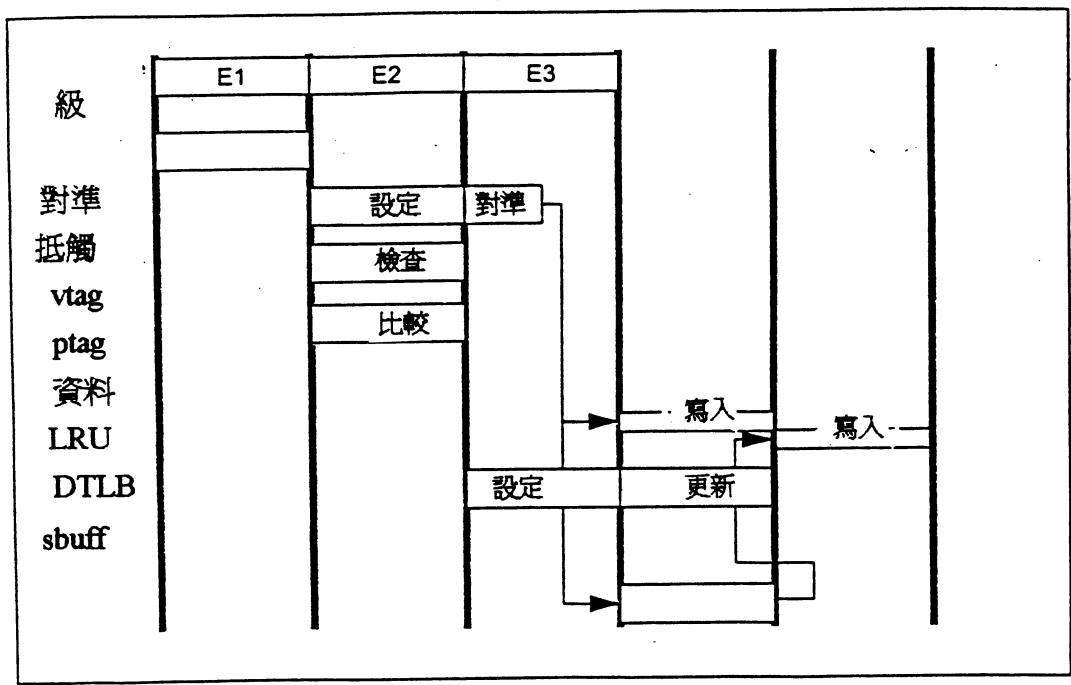 級 E1 E2 E3
對準 設定 對準
抵觸 檢查
vtag 比較
ptag
資料 寫入
LRU 寫入
DTLB 設定 更新
sbuff